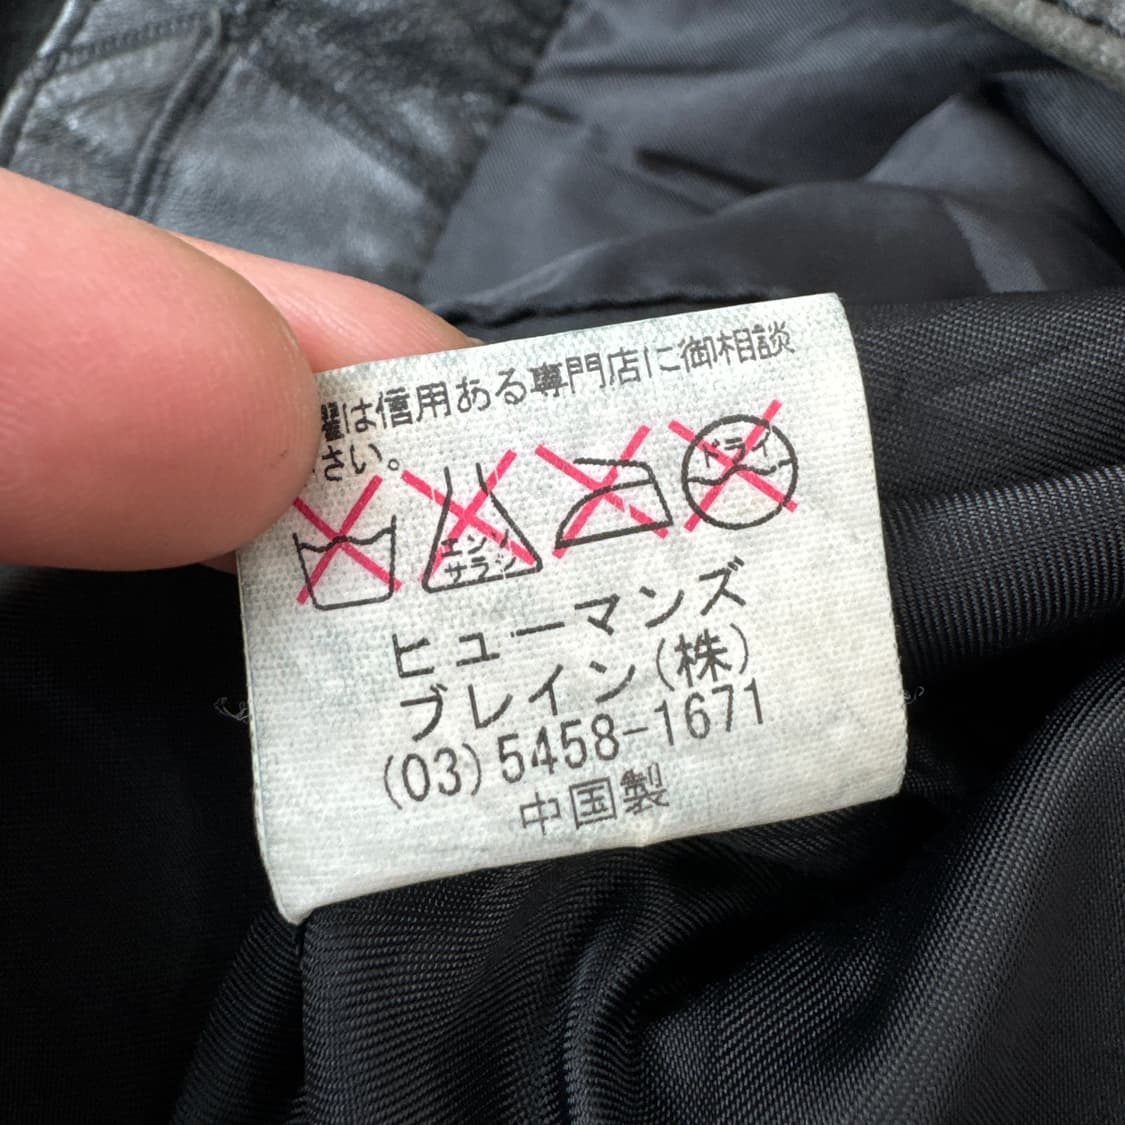 濯は信用ある専門店に御相談
さい。
エンソ
サラシ
ドライ
ヒューマンズ
ブレイン(株)
(03)5458-1671
中国製